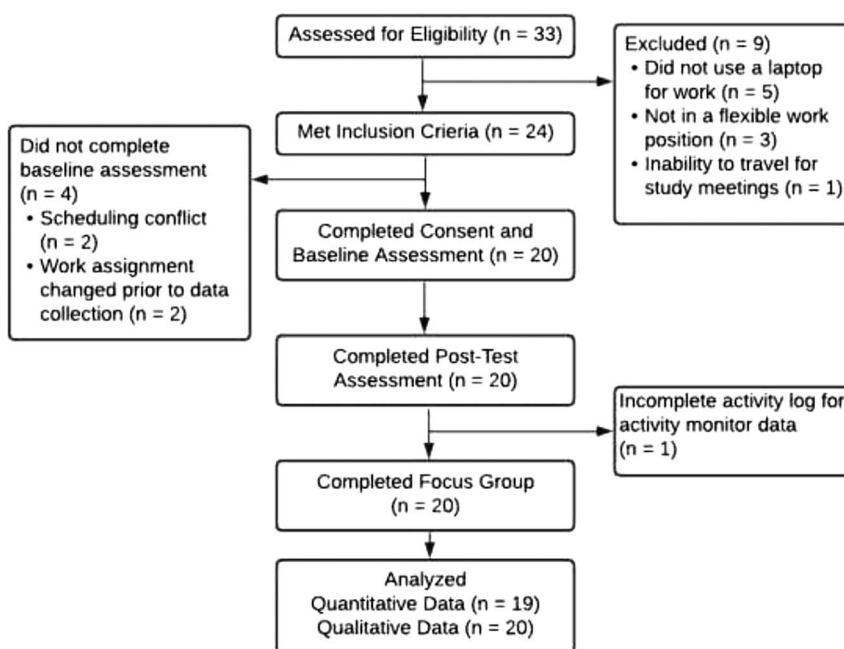 Assessed for Eligibility (n = 33)
Excluded (n = 9)
• Did not use a laptop
for work (n = 5)
• Not in a flexible work
position (n = 3)
• Inability to travel for
study meetings (n = 1)
Met Inclusion Crieria (n = 24)
Did not complete
baseline assessment
(n = 4)
• Scheduling conflict
(n = 2)
• Work assignment
changed prior to data
collection (n = 2)
Completed Consent and
Baseline Assessment (n = 20)
Completed Post-Test
Assessment (n = 20)
Incomplete activity log for
activity monitor data
(n = 1)
Completed Focus Group
(n = 20)
Analyzed
Quantitative Data (n = 19)
Qualitative Data (n = 20)